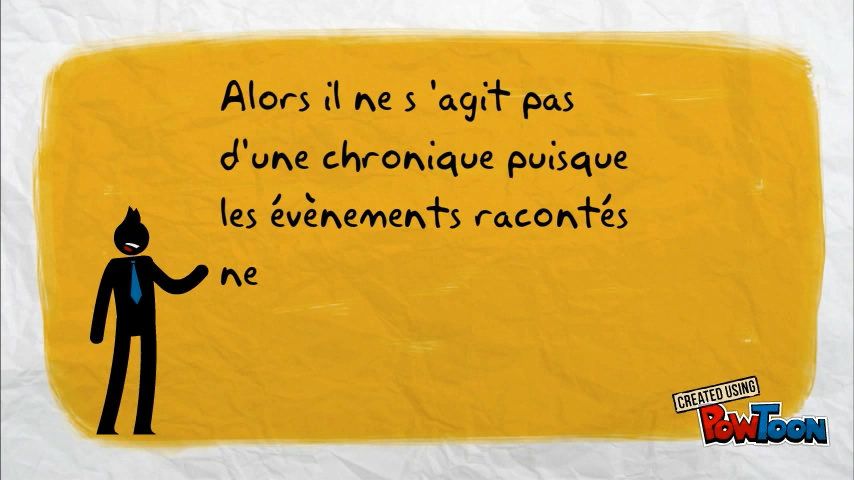 Alors il ne s 'agit pas
d'une chronique puisque
les évènements racontés
ne
CREATED USING
POWTOON